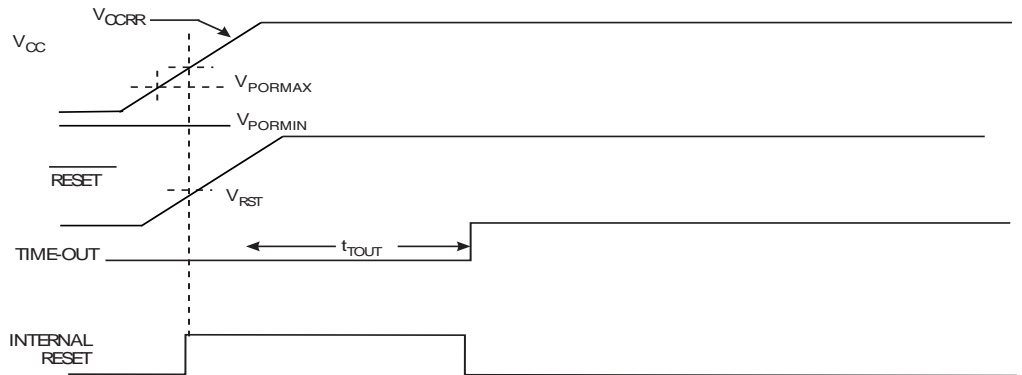 VCCRR
VCC
VPORMAX
VPORMIN
RESET
VRST
TIME-OUT
tTOUT
INTERNAL
RESET